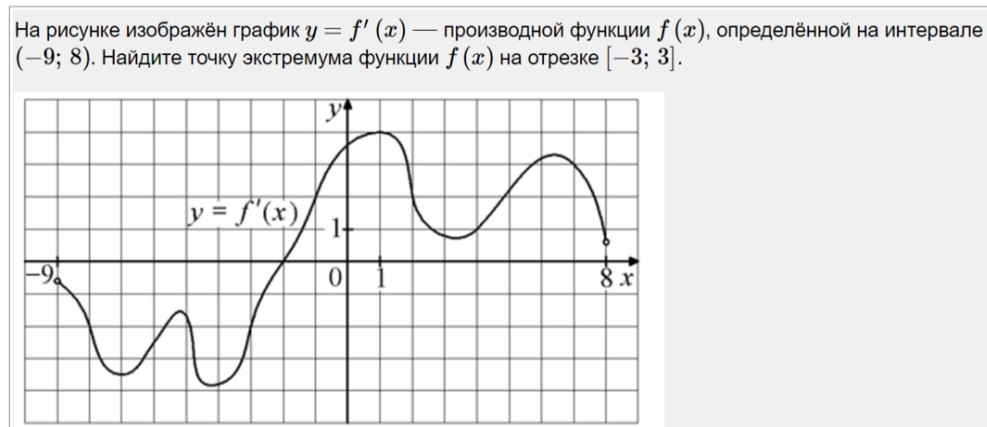 На рисунке изображён график y = f′ (x) — производной функции f (x), определённой на интервале
(−9; 8). Найдите точку экстремума функции f (x) на отрезке [−3; 3].
y
y = f′(x)
1
−9
0
1
8
x